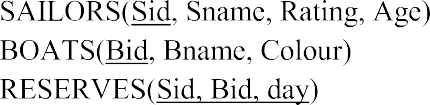 SAILORS(Sid, Sname, Rating, Age)
BOATS(Bid, Bname, Colour)
RESERVES(Sid, Bid, day)